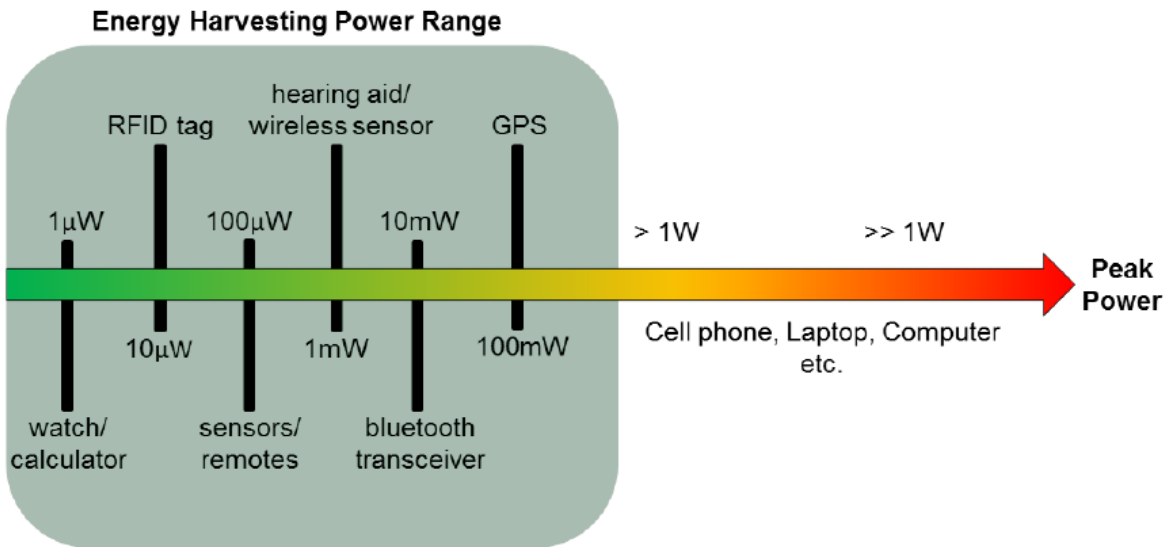 Energy Harvesting Power Range
hearing aid/
RFID tag
wireless sensor
GPS
1µW
100µW
10mW
> 1W
>> 1W
Peak
Power
10µW
1mW
100mW
Cell phone, Laptop, Computer
etc.
watch/
calculator
sensors/
remotes
bluetooth
transceiver